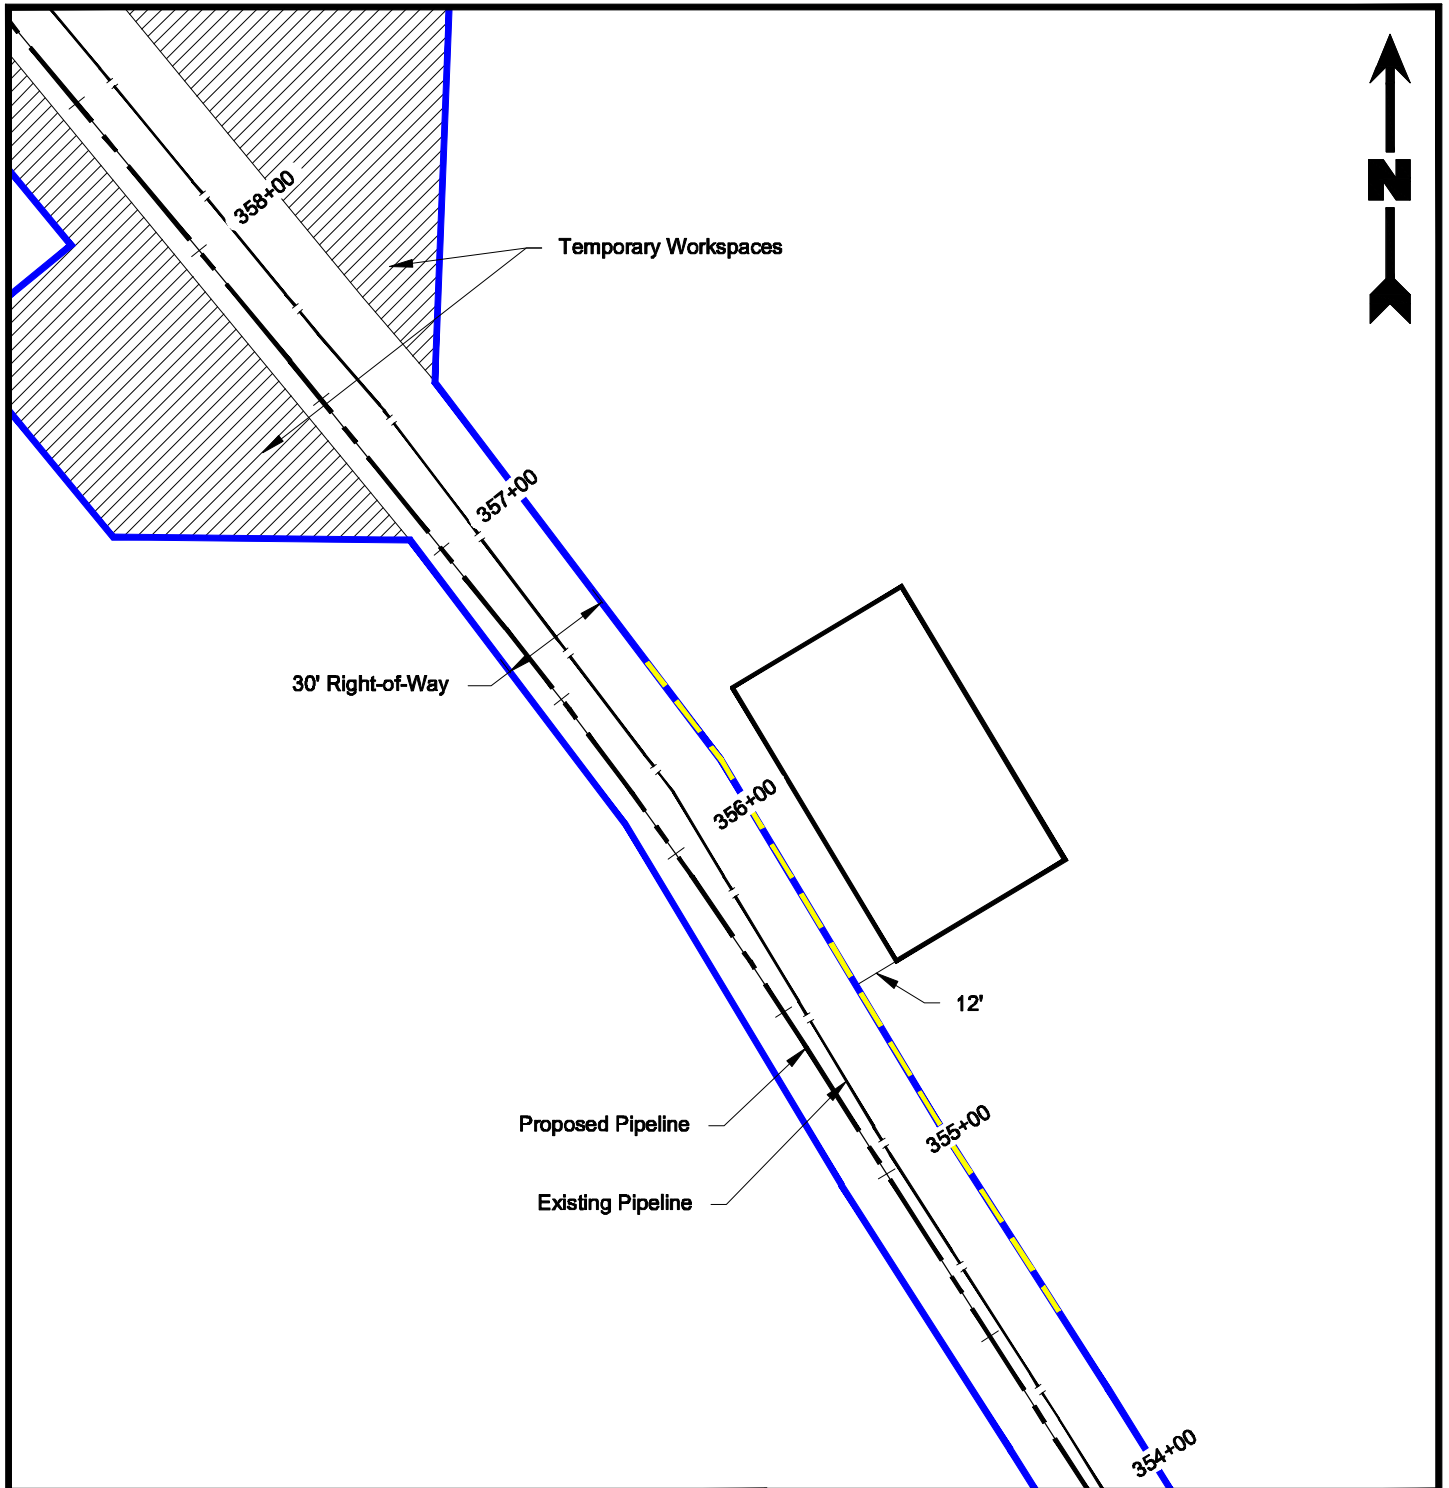 N
358+00
Temporary Workspaces
357+00
30' Right-of-Way
356+00
12'
355+00
Proposed Pipeline
Existing Pipeline
354+00